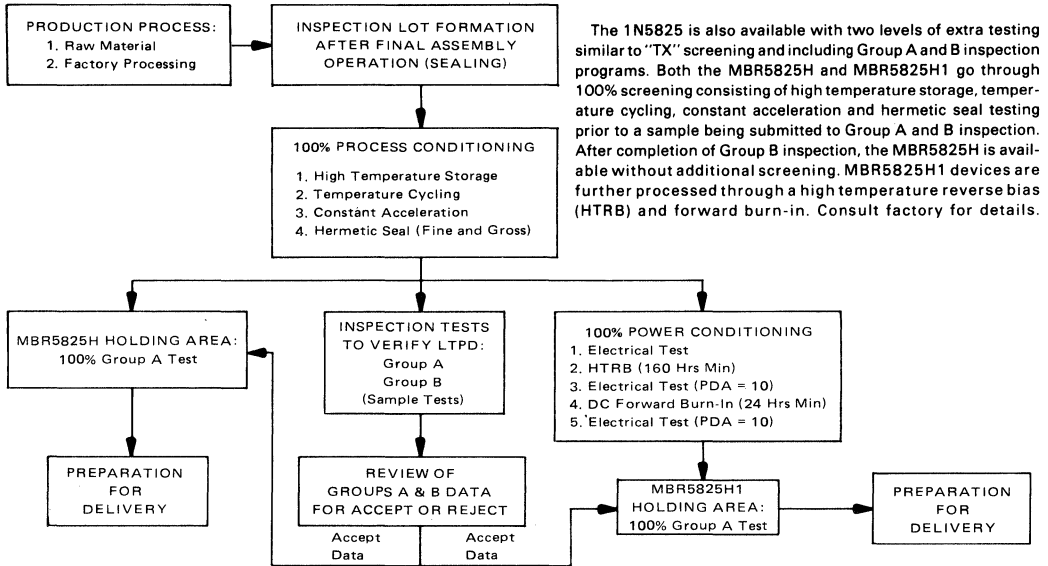 PRODUCTION PROCESS:
1. Raw Material
2. Factory Processing
INSPECTION LOT FORMATION
AFTER FINAL ASSEMBLY
OPERATION (SEALING)
The 1N5825 is also available with two levels of extra testing
similar to "TX" screening and including Group A and B inspection
programs. Both the MBR5825H and MBR5825H1 go through
100% screening consisting of high temperature storage, temper-
ature cycling, constant acceleration and hermetic seal testing
prior to a sample being submitted to Group A and B inspection.
After completion of Group B inspection, the MBR5825H is avail-
able without additional screening. MBR5825H1 devices are
further processed through a high temperature reverse bias
(HTRB) and forward burn-in. Consult factory for details.
100% PROCESS CONDITIONING
1. High Temperature Storage
2. Temperature Cycling
3. Constant Acceleration
4. Hermetic Seal (Fine and Gross)
MBR5825H HOLDING AREA:
100% Group A Test
INSPECTION TESTS
TO VERIFY LTPD:
Group A
Group B
(Sample Tests)
100% POWER CONDITIONING
1. Electrical Test
2. HTRB (160 Hrs Min)
3. Electrical Test (PDA = 10)
4. DC Forward Burn-In (24 Hrs Min)
5. Electrical Test (PDA = 10)
PREPARATION
FOR
DELIVERY
REVIEW OF
GROUPS A & B DATA
FOR ACCEPT OR REJECT
MBR5825H1
HOLDING AREA:
100% Group A Test
PREPARATION
FOR
DELIVERY
Accept
Data
Accept
Data